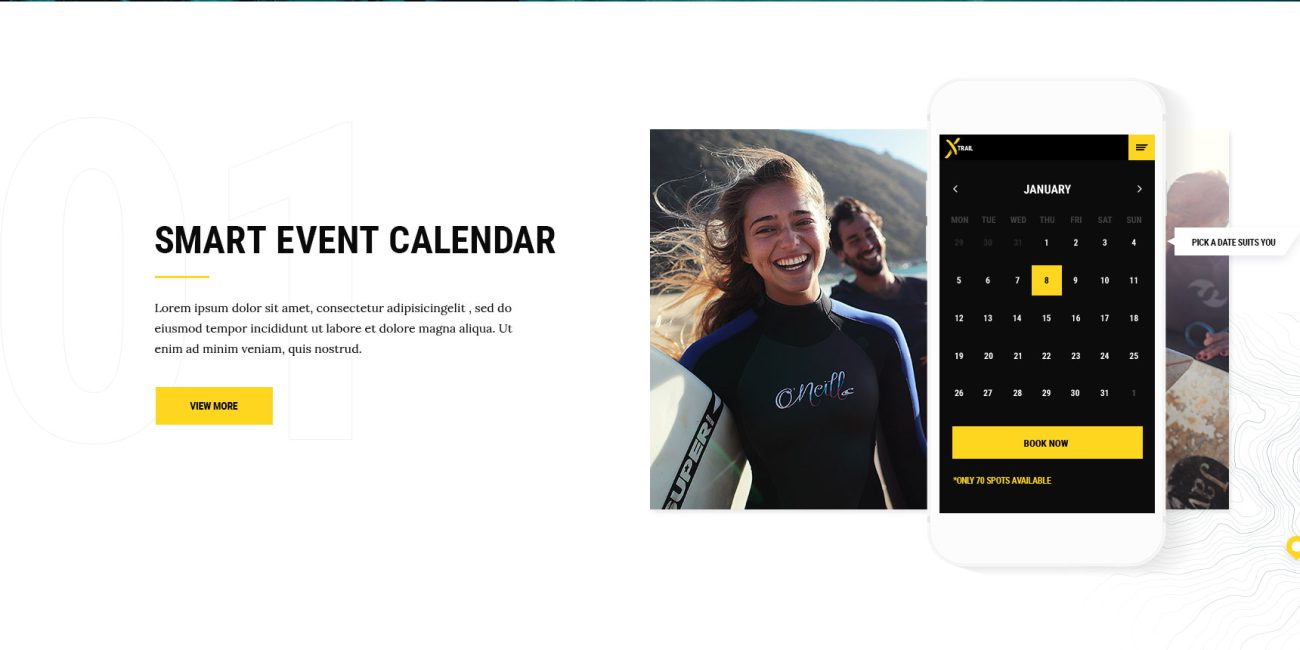 01
SMART EVENT CALENDAR
Lorem ipsum dolor sit amet, consectetur adipisicingelit , sed do
eiusmod tempor incididunt ut labore et dolore magna aliqua. Ut
enim ad minim veniam, quis nostrud.
VIEW MORE
O'Neill
SUPER!
XTRAIL
JANUARY
MON TUE WED THU FRI SAT SUN
29 30 31 1 2 3 4
5 6 7 8 9 10 11
12 13 14 15 16 17 18
19 20 21 22 23 24 25
26 27 28 29 30 31 1
BOOK NOW
*ONLY 70 SPOTS AVAILABLE
PICK A DATE SUITS YOU